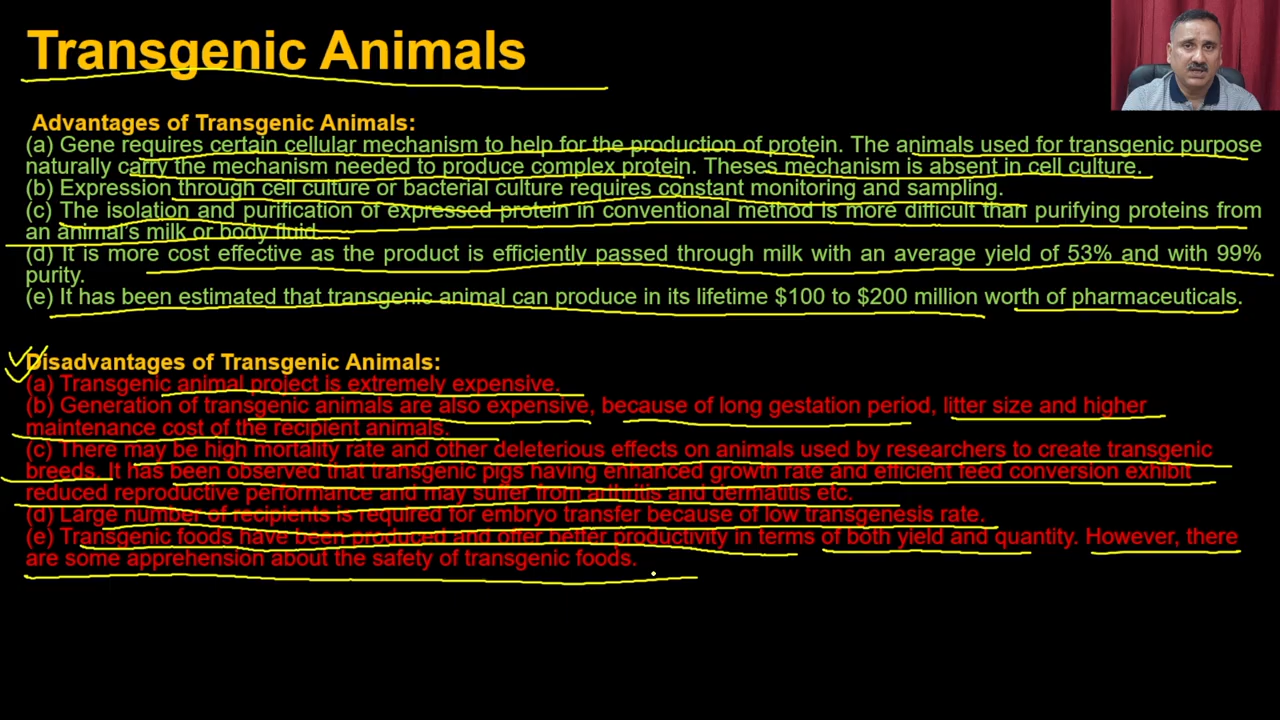 Transgenic Animals
Advantages of Transgenic Animals:
(a) Gene requires certain cellular mechanism to help for the production of protein. The animals used for transgenic purpose
naturally carry the mechanism needed to produce complex protein. Theses mechanism is absent in cell culture.
(b) Expression through cell culture or bacterial culture requires constant monitoring and sampling.
(c) The isolation and purification of expressed protein in conventional method is more difficult than purifying proteins from
an animal's milk or body fluid.
(d) It is more cost effective as the product is efficiently passed through milk with an average yield of 53% and with 99%
purity.
(e) It has been estimated that transgenic animal can produce in its lifetime $100 to $200 million worth of pharmaceuticals.
Disadvantages of Transgenic Animals:
(a) Transgenic animal project is extremely expensive.
(b) Generation of transgenic animals are also expensive, because of long gestation period, litter size and higher
maintenance cost of the recipient animals.
(c) There may be high mortality rate and other deleterious effects on animals used by researchers to create transgenic
breeds. It has been observed that transgenic pigs having enhanced growth rate and efficient feed conversion exhibit
reduced reproductive performance and may suffer from arthritis and dermatitis etc.
(d) Large number of recipients is required for embryo transfer because of low transgenesis rate.
(e) Transgenic foods have been produced and offer better productivity in terms of both yield and quantity. However, there
are some apprehension about the safety of transgenic foods.